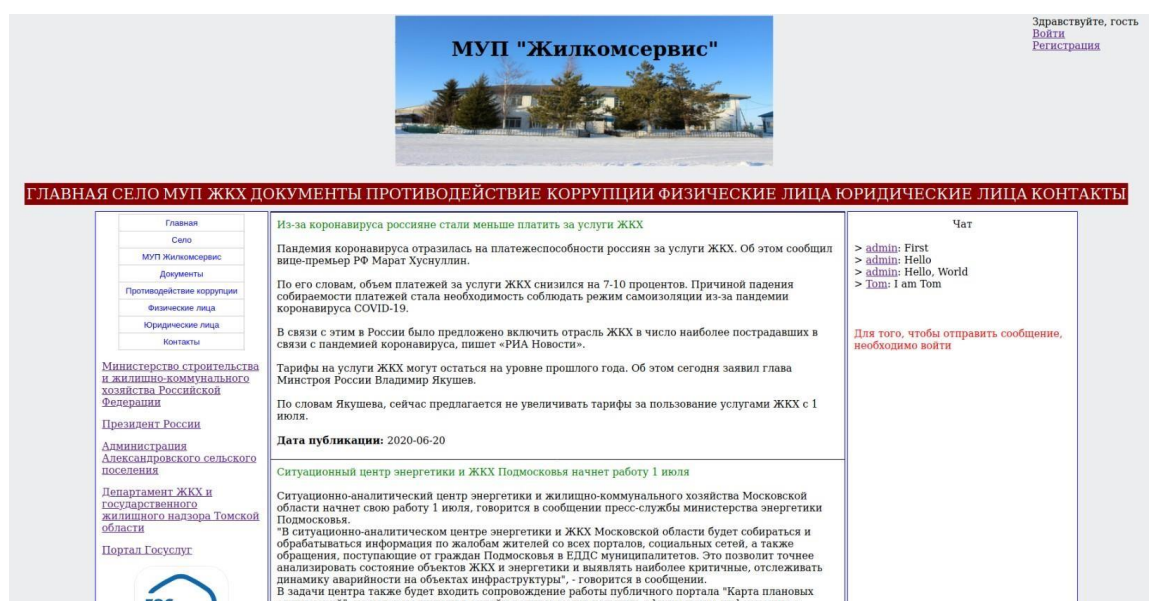 Здравствуйте, гость
Войти
Регистрация
МУП "Жилкомсервис"
ГЛАВНАЯ СЕЛО МУП ЖКХ ДОКУМЕНТЫ ПРОТИВОДЕЙСТВИЕ КОРРУПЦИИ ФИЗИЧЕСКИЕ ЛИЦА ЮРИДИЧЕСКИЕ ЛИЦА КОНТАКТЫ
Главная
Село
МУП Жилкомсервис
Документы
Противодействие коррупции
Физические лица
Юридические лица
Контакты
Министерство строительства
и жилищно-коммунального
хозяйства Российской
Федерации
Президент России
Администрация
Александровского сельского
поселения
Департамент ЖКХ и
государственного
жилищного надзора Томской
области
Портал Госуслуг
Из-за коронавируса россияне стали меньше платить за услуги ЖКХ
Пандемия коронавируса отразилась на платежеспособности россиян за услуги ЖКХ. Об этом сообщил
вице-премьер РФ Марат Хуснуллин.
По его словам, объем платежей за услуги ЖКХ снизился на 7-10 процентов. Причиной падения
собираемости платежей стала необходимость соблюдать режим самоизоляции из-за пандемии
коронавируса COVID-19.
В связи с этим в России было предложено включить отрасль ЖКХ в число наиболее пострадавших в
связи с пандемией коронавируса, пишет «РИА Новости».
Тарифы на услуги ЖКХ могут остаться на уровне прошлого года. Об этом сегодня заявил глава
Минстроя России Владимир Якушев.
По словам Якушева, сейчас предлагается не увеличивать тарифы за пользование услугами ЖКХ с 1
июля.
Дата публикации: 2020-06-20
Ситуационный центр энергетики и ЖКХ Подмосковья начнет работу 1 июля
Ситуационно-аналитический центр энергетики и жилищно-коммунального хозяйства Московской
области начнет свою работу 1 июля, говорится в сообщении пресс-службы министерства энергетики
Подмосковья.
"В ситуационно-аналитическом центре энергетики и ЖКХ Московской области будет собираться и
обрабатываться информация по жалобам жителей со всех порталов, социальных сетей, а также
обращения, поступающие от граждан Подмосковья в ЕДДС муниципалитетов. Это позволит точнее
анализировать состояние объектов ЖКХ и энергетики и выявлять наиболее критичные, отслеживать
динамику аварийности на объектах инфраструктуры", - говорится в сообщении.
В задачи центра также будет входить сопровождение работы публичного портала "Карта плановых
Чат
> admin: First
> admin: Hello
> admin: Hello, World
> Tom: I am Tom
Для того, чтобы отправить сообщение,
необходимо войти